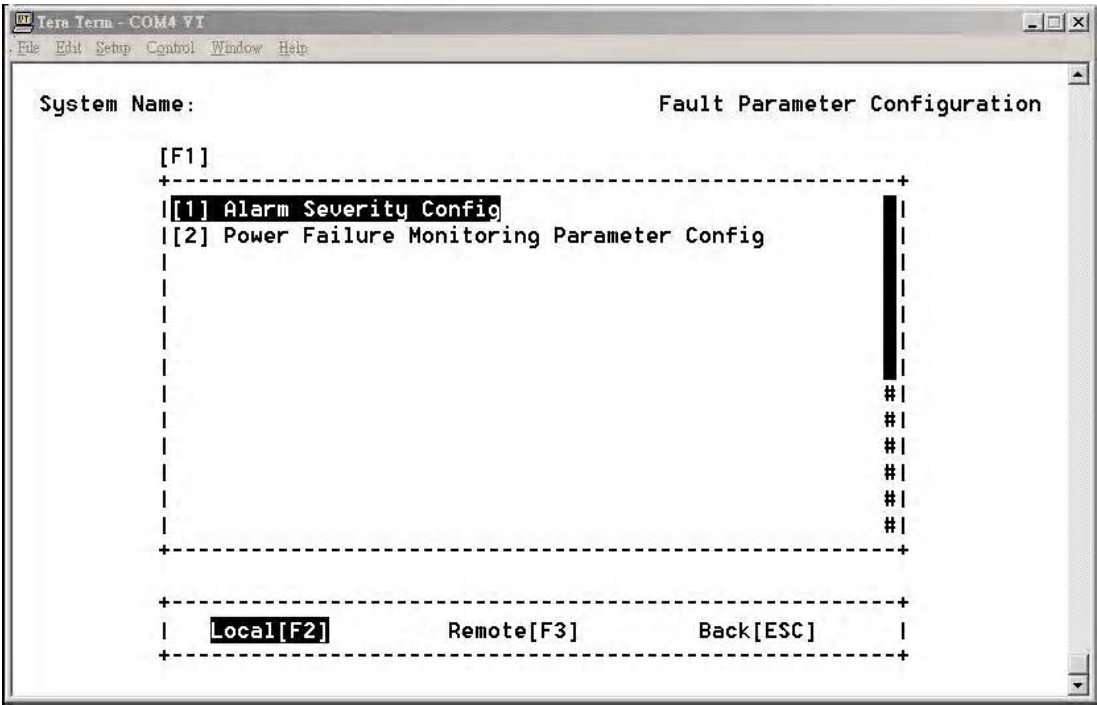 Tera Term - COM4 VT
File Edit Setup Control Window Help
System Name: Fault Parameter Configuration
[F1]
[1] Alarm Severity Config
[2] Power Failure Monitoring Parameter Config
#
#
#
#
#
#
Local[F2] Remote[F3] Back[ESC]